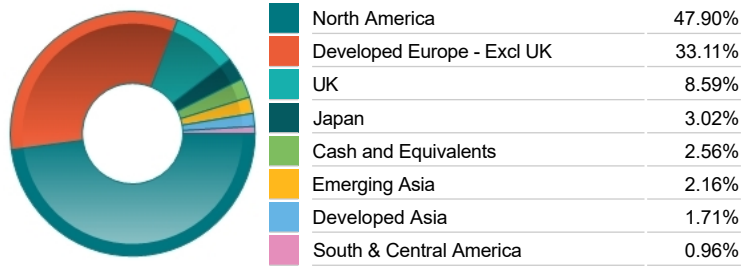 North America 47.90%
Developed Europe - Excl UK 33.11%
UK 8.59%
Japan 3.02%
Cash and Equivalents 2.56%
Emerging Asia 2.16%
Developed Asia 1.71%
South & Central America 0.96%